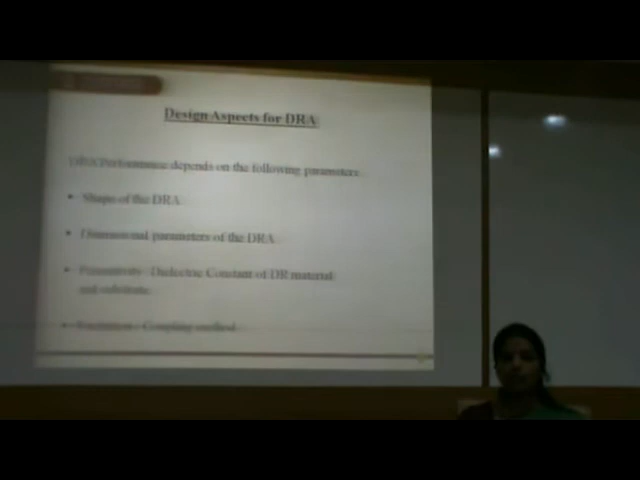 Design Aspects for DRA
DRA Performance depends on the following parameters
• Shape of the DRA
• Dimensional parameters of the DRA
• Permittivity / Dielectric Constant of DR material
and substrate
• Coupling method